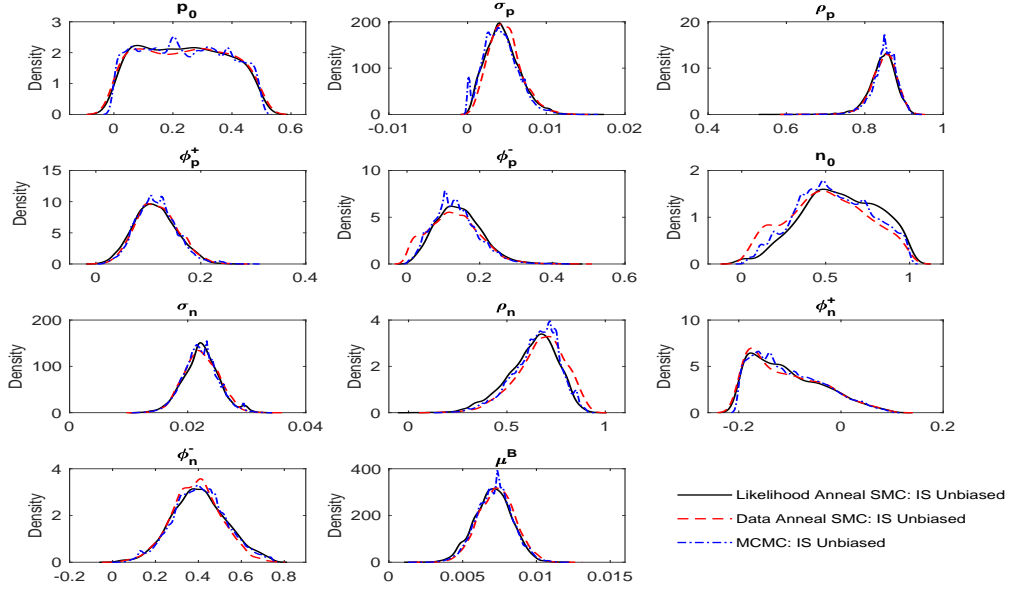 p₀
σₚ
ρₚ
Density
3
2
1
0
0 0.2 0.4 0.6
Density
200
100
0
-0.01 0 0.01 0.02
Density
20
10
0
0.4 0.6 0.8 1
ϕₚ⁺
ϕₚ⁻
n₀
Density
15
10
5
0
0 0.2 0.4
Density
10
5
0
0 0.2 0.4 0.6
Density
2
1
0
0 0.5 1
σₙ
ρₙ
ϕₙ⁺
Density
200
100
0
0 0.02 0.04
Density
4
2
0
0 0.5 1
Density
10
5
0
-0.2 0 0.2
ϕₙ⁻
μᴮ
Density
4
2
0
-0.2 0 0.2 0.4 0.6 0.8
Density
400
200
0
0 0.005 0.01 0.015
Likelihood Anneal SMC: IS Unbiased
Data Anneal SMC: IS Unbiased
MCMC: IS Unbiased